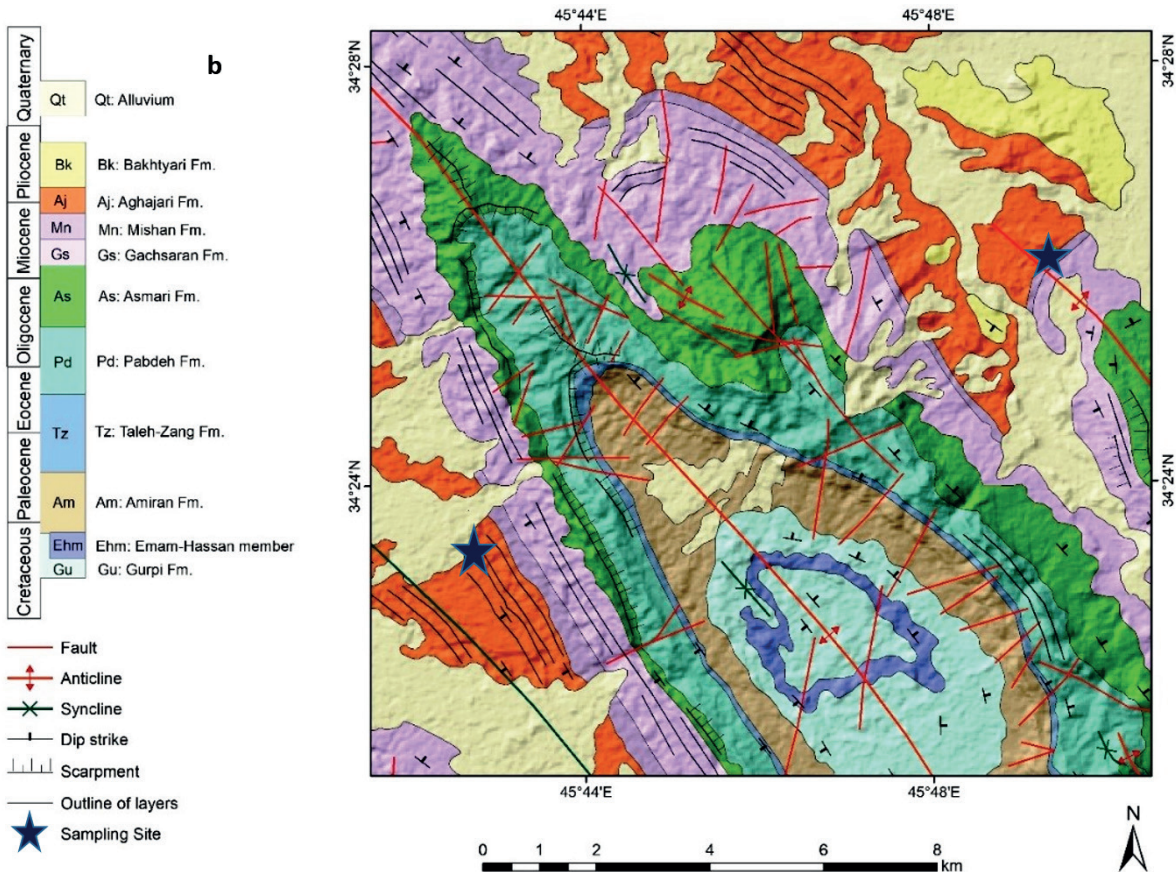 b
Quaternary
Pliocene
Miocene
Oligocene
Eocene
Paleocene
Cretaceous
Qt Qt: Alluvium
Bk Bk: Bakhtyari Fm.
Aj Aj: Aghajari Fm.
Mn Mn: Mishan Fm.
Gs Gs: Gachsaran Fm.
As As: Asmari Fm.
Pd Pd: Pabdeh Fm.
Tz Tz: Taleh-Zang Fm.
Am Am: Amiran Fm.
Ehm Ehm: Emam-Hassan member
Gu Gu: Gurpi Fm.
Fault
Anticline
Syncline
Dip strike
Scarpment
Outline of layers
Sampling Site
45°44'E 45°48'E
34°28'N 34°28'N
34°24'N 34°24'N
45°44'E 45°48'E
N
0 1 2 4 6 8
km